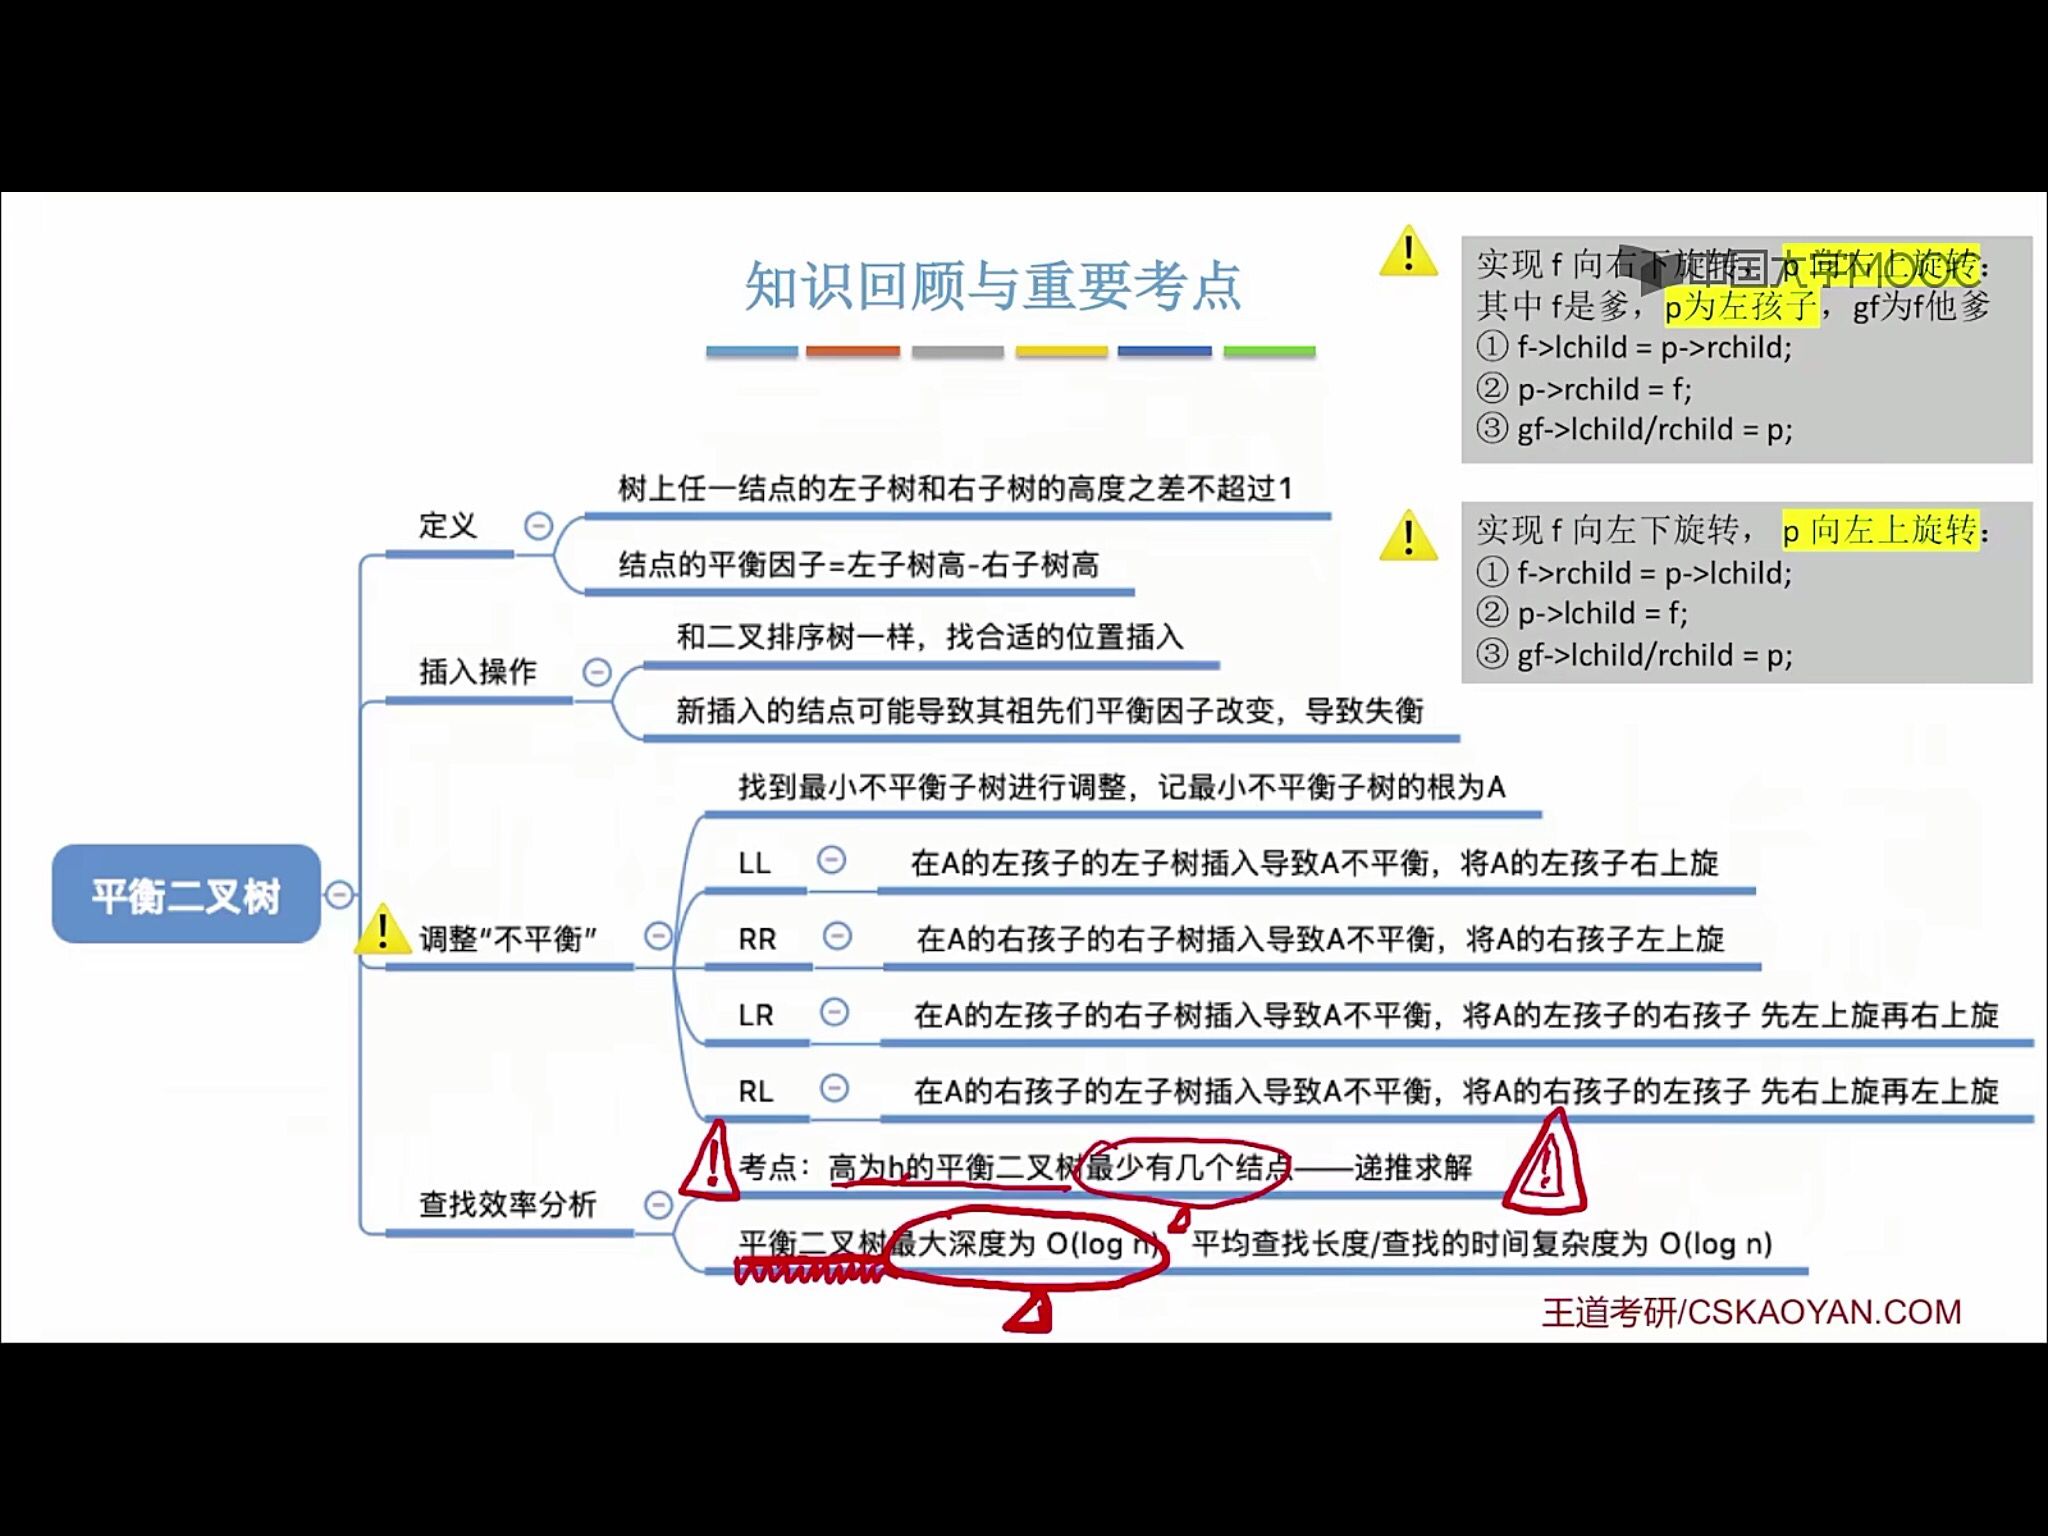 知识回顾与重要考点
实现 f 向右下旋转，p 向右上旋转：
其中 f是爹，p为左孩子，gf为f他爹
① f->lchild = p->rchild;
② p->rchild = f;
③ gf->lchild/rchild = p;
中国大学MOOC
实现 f 向左下旋转，p 向左上旋转：
① f->rchild = p->lchild;
② p->lchild = f;
③ gf->lchild/rchild = p;
平衡二叉树
定义
树上任一结点的左子树和右子树的高度之差不超过1
结点的平衡因子=左子树高-右子树高
插入操作
和二叉排序树一样，找合适的位置插入
新插入的结点可能导致其祖先们平衡因子改变，导致失衡
调整“不平衡”
找到最小不平衡子树进行调整，记最小不平衡子树的根为A
LL 在A的左孩子的左子树插入导致A不平衡，将A的左孩子右上旋
RR 在A的右孩子的右子树插入导致A不平衡，将A的右孩子左上旋
LR 在A的左孩子的右子树插入导致A不平衡，将A的左孩子的右孩子 先左上旋再右上旋
RL 在A的右孩子的左子树插入导致A不平衡，将A的右孩子的左孩子 先右上旋再左上旋
查找效率分析
考点：高为h的平衡二叉树最少有几个结点——递推求解
平衡二叉树最大深度为 O(log n) 平均查找长度/查找的时间复杂度为 O(log n)
王道考研/CSKAOYAN.COM